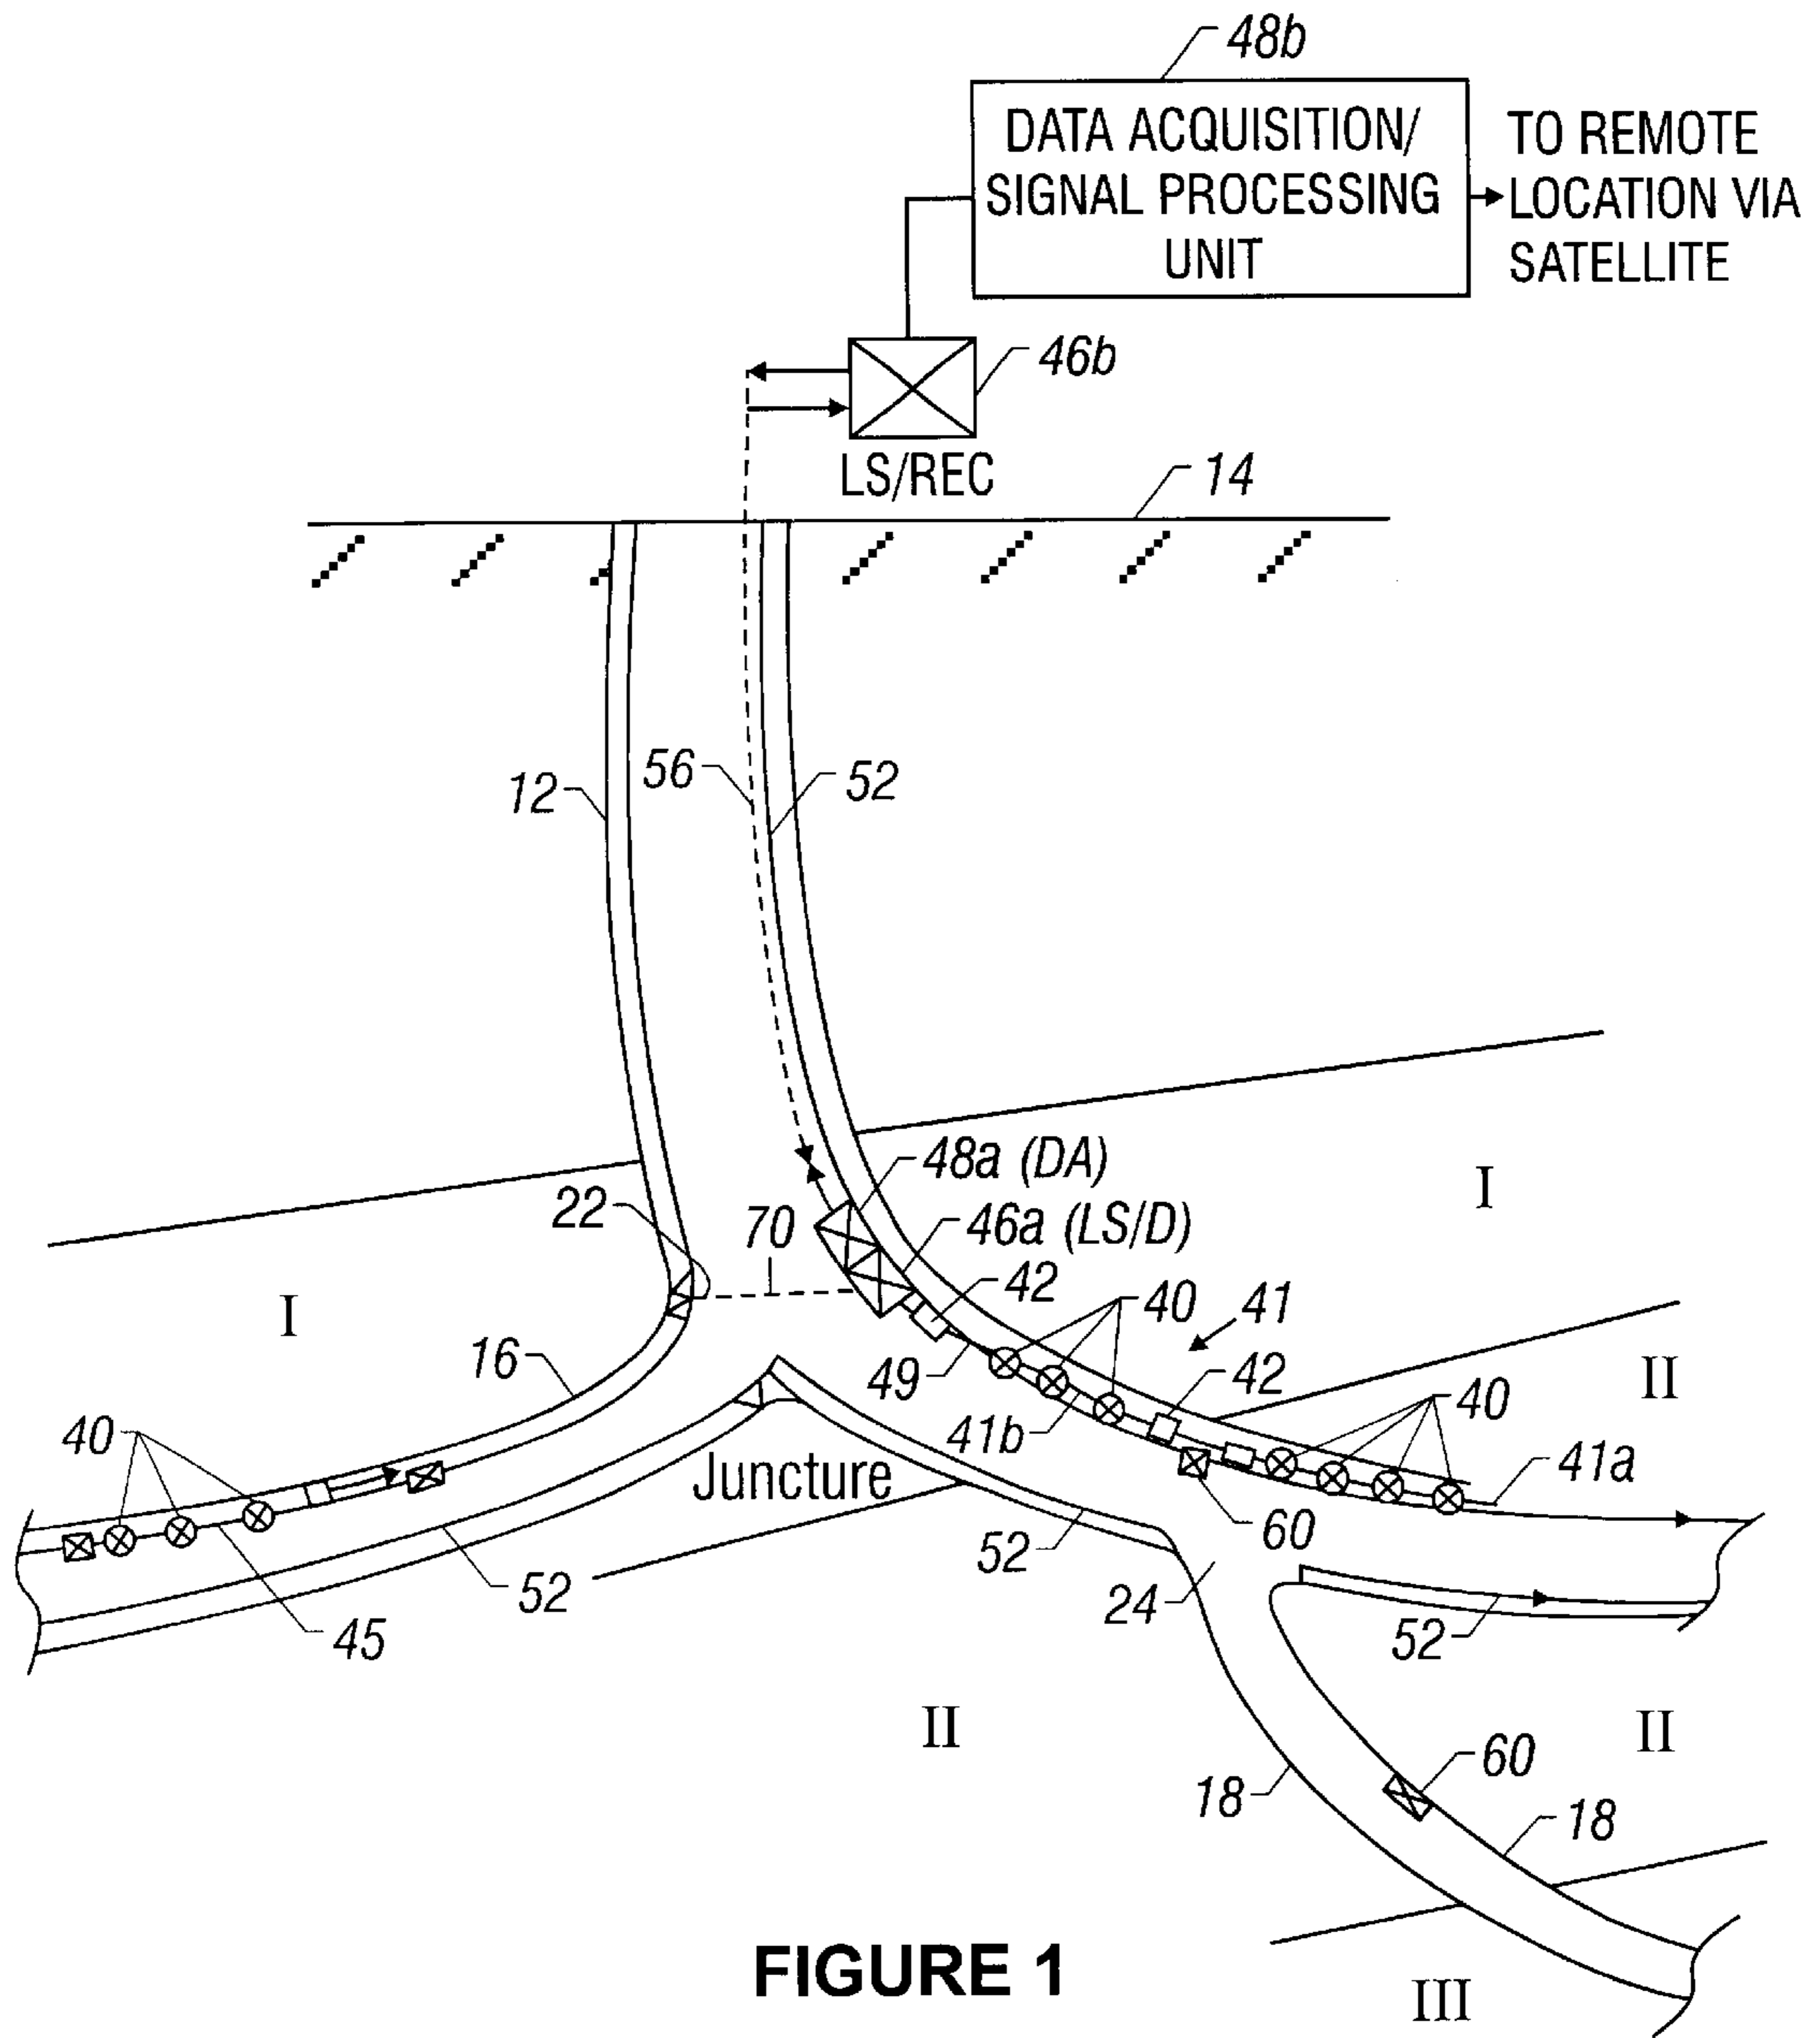 48b
DATA ACQUISITION/
SIGNAL PROCESSING
UNIT
TO REMOTE
LOCATION VIA
SATELLITE
46b
LS/REC
14
12
56
52
48a (DA)
I
22
70
46a (LS/D)
42
I
40
41
16
49
42
II
40
40
41b
41a
Juncture
60
52
52
24
45
52
II
II
60
18
18
III
FIGURE 1